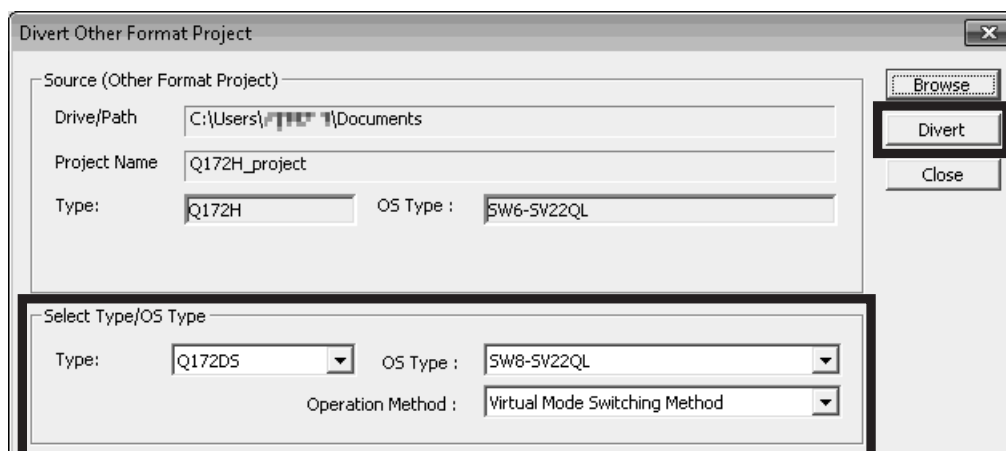 Divert Other Format Project
Source (Other Format Project)
Browse
Drive/Path C:\Users\ \Documents
Divert
Project Name Q172H_project
Close
Type: Q172H OS Type : SW6-SV22QL
Select Type/OS Type
Type: Q172DS OS Type : SW8-SV22QL
Operation Method : Virtual Mode Switching Method